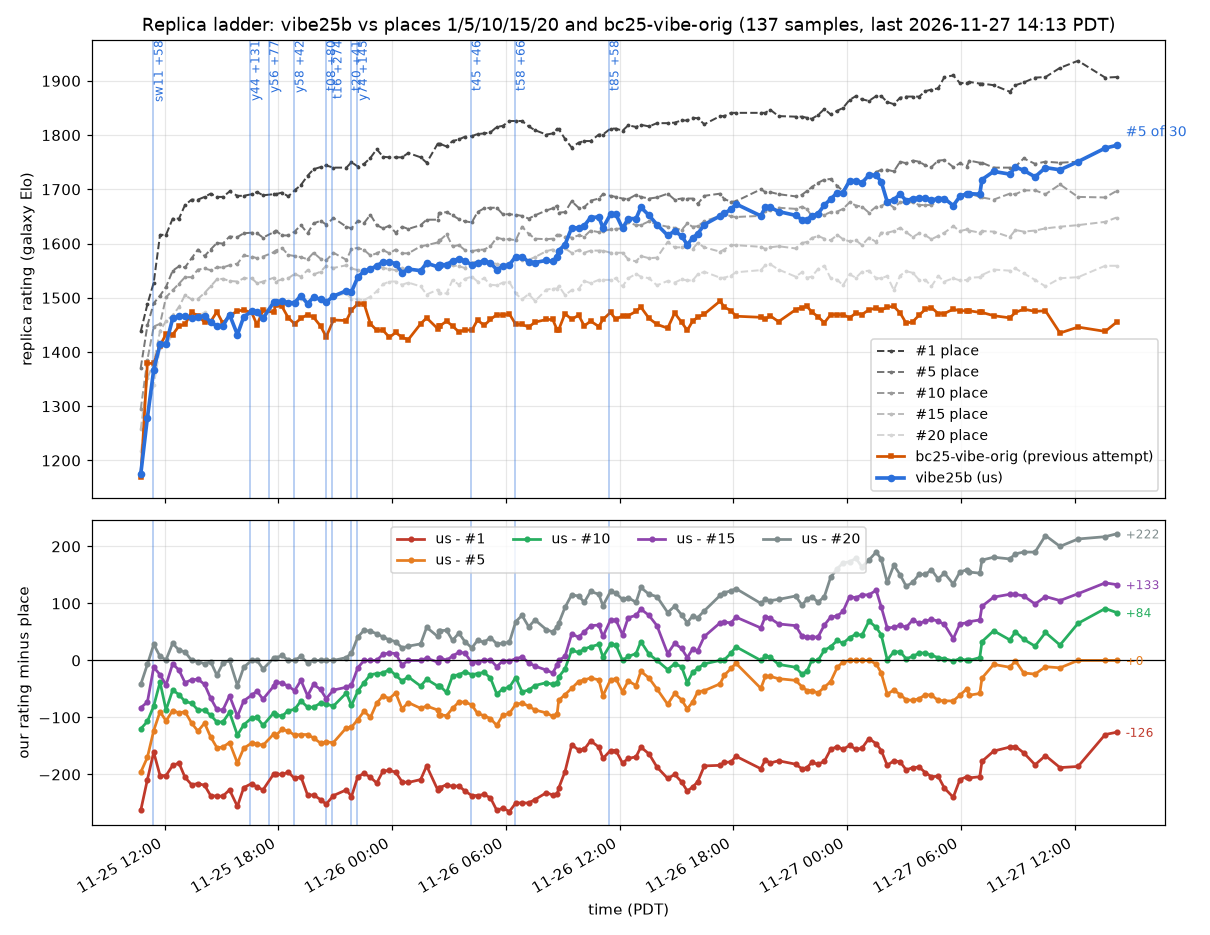 Replica ladder: vibe25b vs places 1/5/10/15/20 and bc25-vibe-orig (137 samples, last 2026-11-27 14:13 PDT)
replica rating (galaxy Elo)
1900
1800
1700
1600
1500
1400
1300
1200
sw11 +58
y44 +131
y56 +77
y58 +42
t16 +274
y74 +145
t45 +46
t58 +66
t85 +58
#5 of 30
#1 place
#5 place
#10 place
#15 place
#20 place
bc25-vibe-orig (previous attempt)
vibe25b (us)
our rating minus place
200
100
0
−100
−200
us - #1
us - #5
us - #10
us - #15
us - #20
+222
+133
+84
+0
-126
11-25 12:00
11-25 18:00
11-26 00:00
11-26 06:00
11-26 12:00
11-26 18:00
11-27 00:00
11-27 06:00
11-27 12:00
time (PDT)